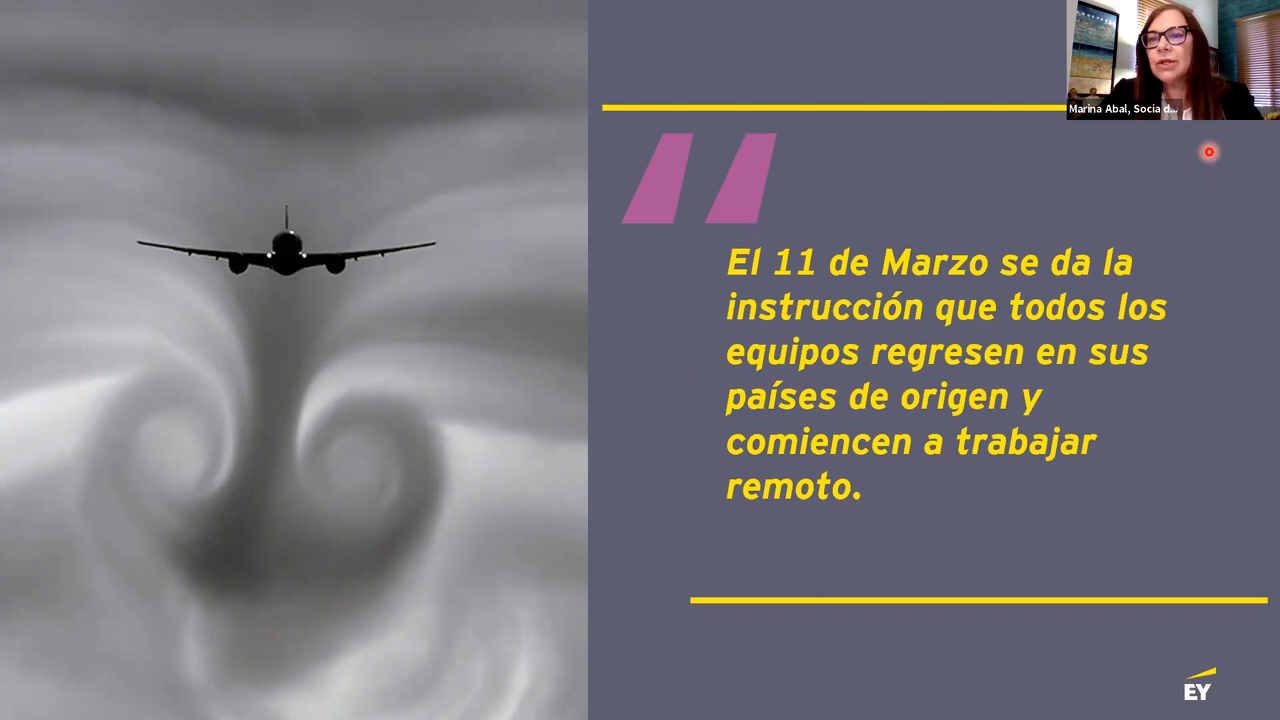 Marina Abal, Socia d...
El 11 de Marzo se da la
instrucción que todos los
equipos regresen en sus
países de origen y
comiencen a trabajar
remoto.
EY